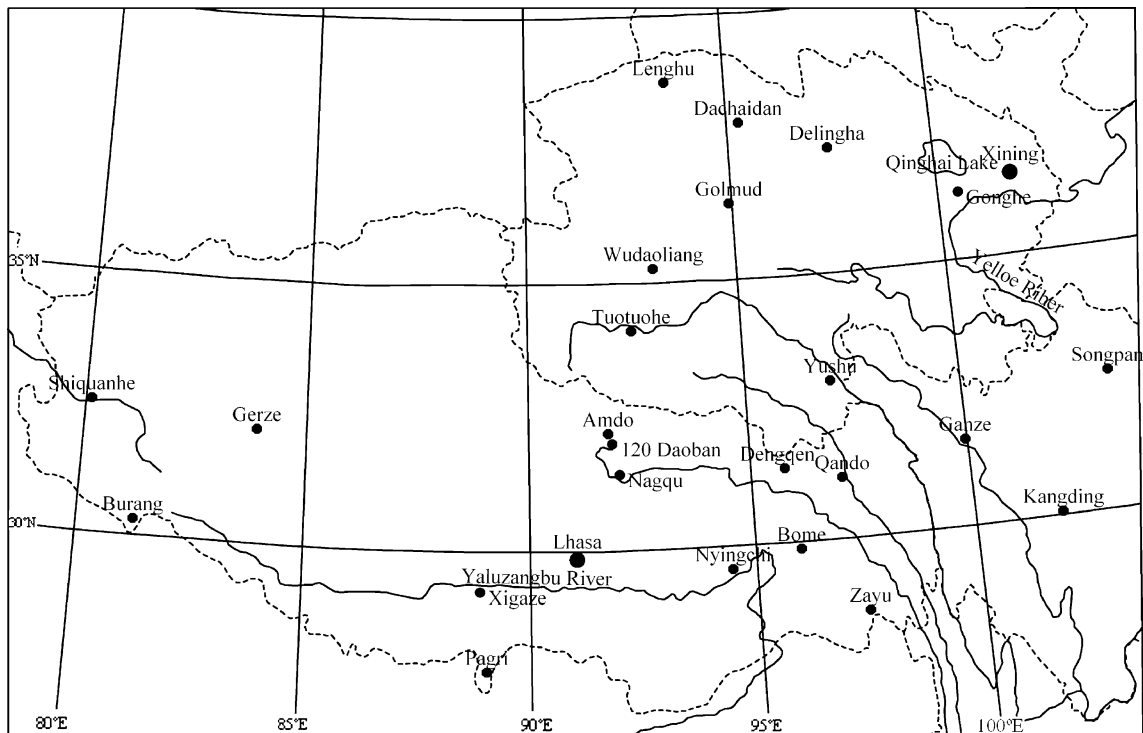 Lenghu
Dachaidan
Delingha
Qinghai Lake
Xining
Golmud
Gonghe
Wudaoliang
35°N
Yelloe Riher
Tuotuohe
Songpan
Yushu
Shiquanhe
Gerze
Amdo
Ganze
120 Daoban
Dengqen
Qando
Nagqu
Kangding
Burang
30°N
Bome
Lhasa
Nyingchi
Yaluzangbu River
Xigaze
Zayu
Pagri
80°E
85°E
90°E
95°E
100°E